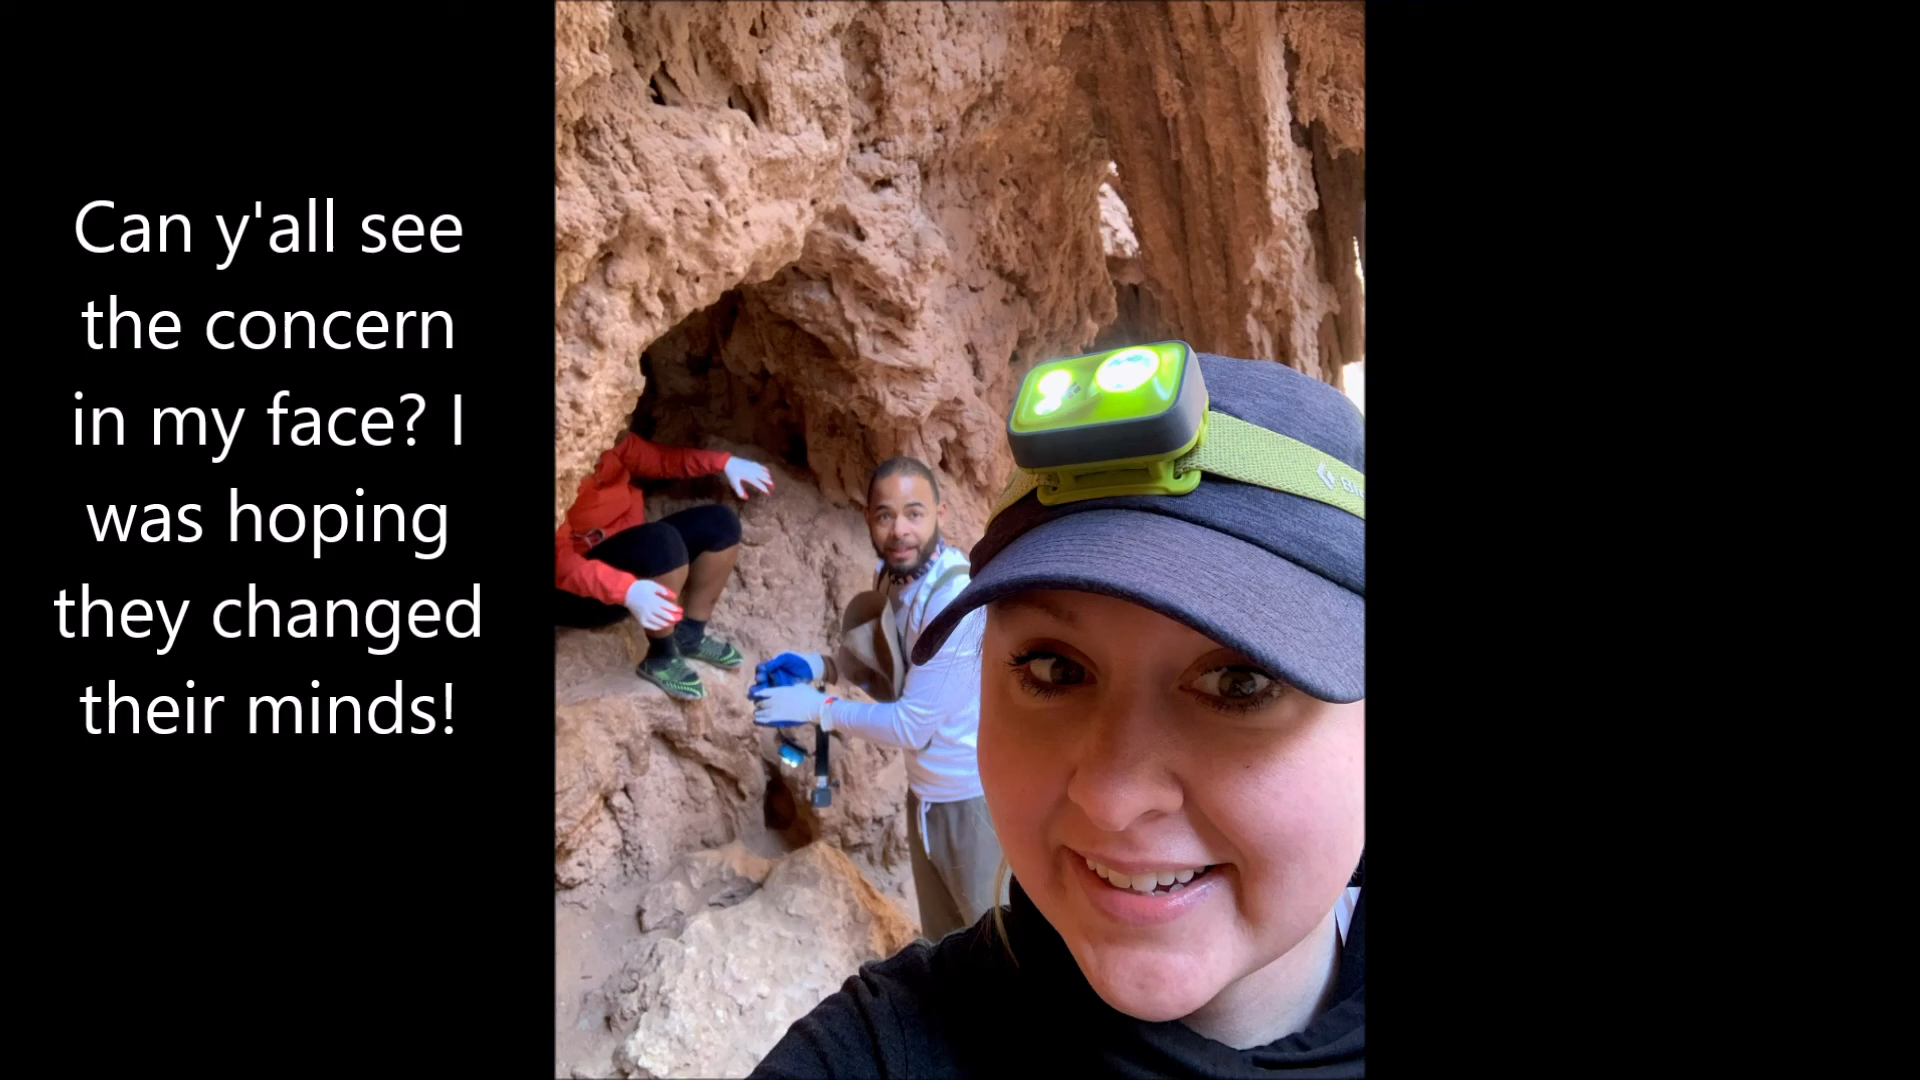 Can y'all see
the concern
in my face? I
was hoping
they changed
their minds!